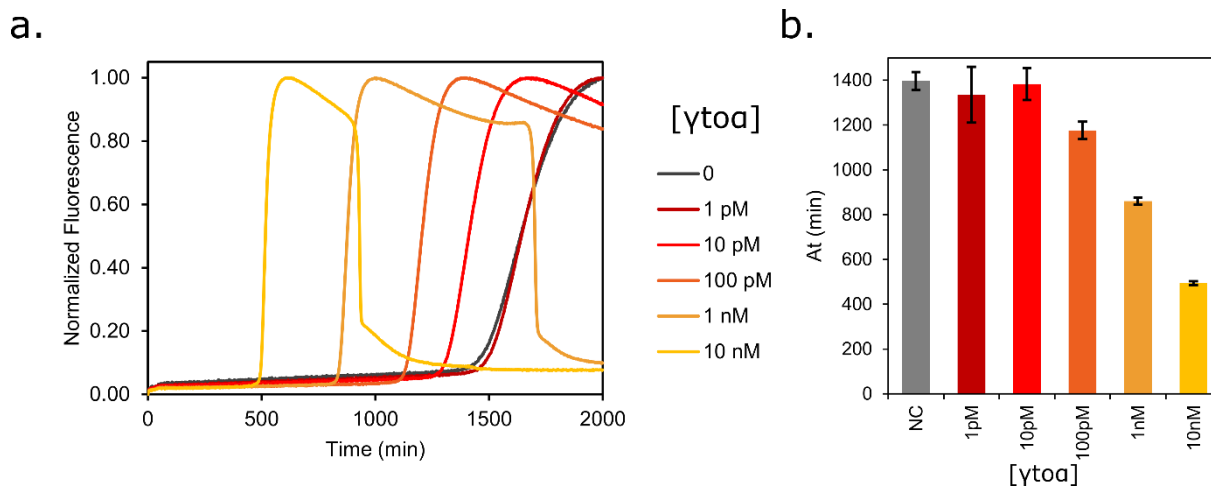 a.
Normalized Fluorescence
1.00
0.80
0.60
0.40
0.20
0.00
0
500
1000
1500
2000
Time (min)
[γtoα]
0
1 pM
10 pM
100 pM
1 nM
10 nM
b.
At (min)
1400
1200
1000
800
600
400
200
0
NC
1pM
10pM
100pM
1nM
10nM
[γtoα]